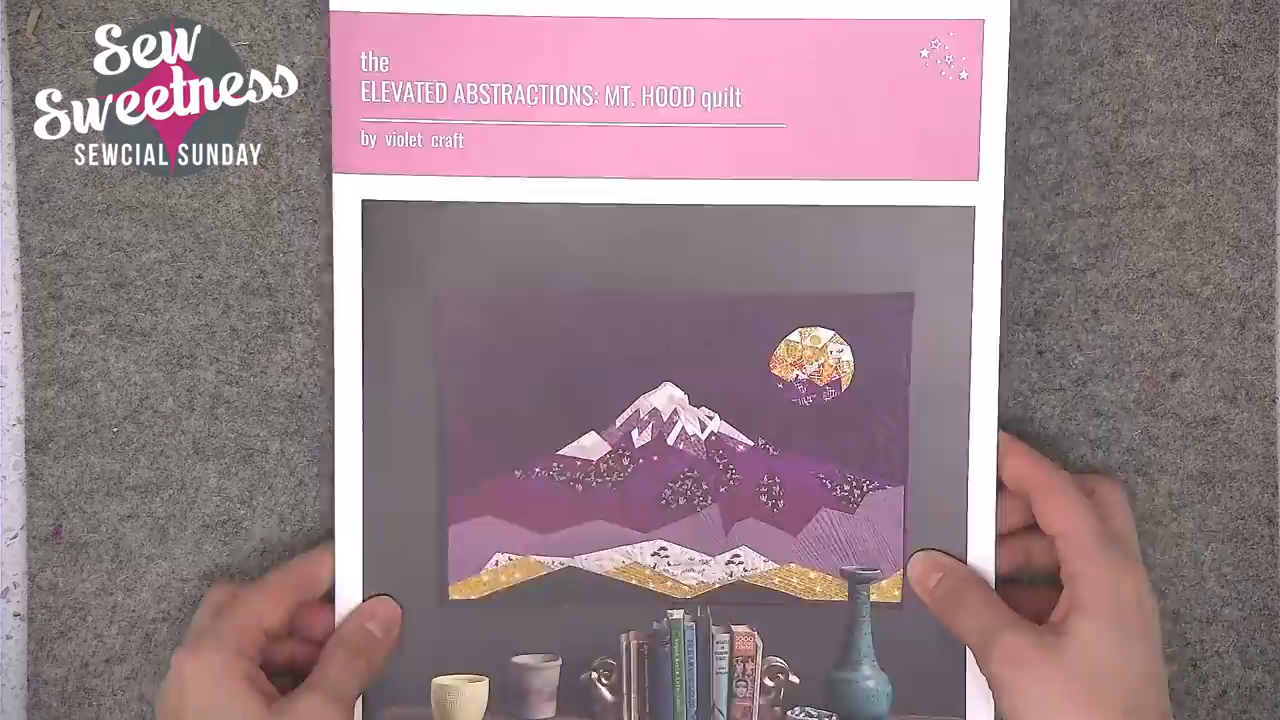 Sew
Sweetness
SEWCIAL SUNDAY
the
ELEVATED ABSTRACTIONS: MT. HOOD quilt
by violet craft